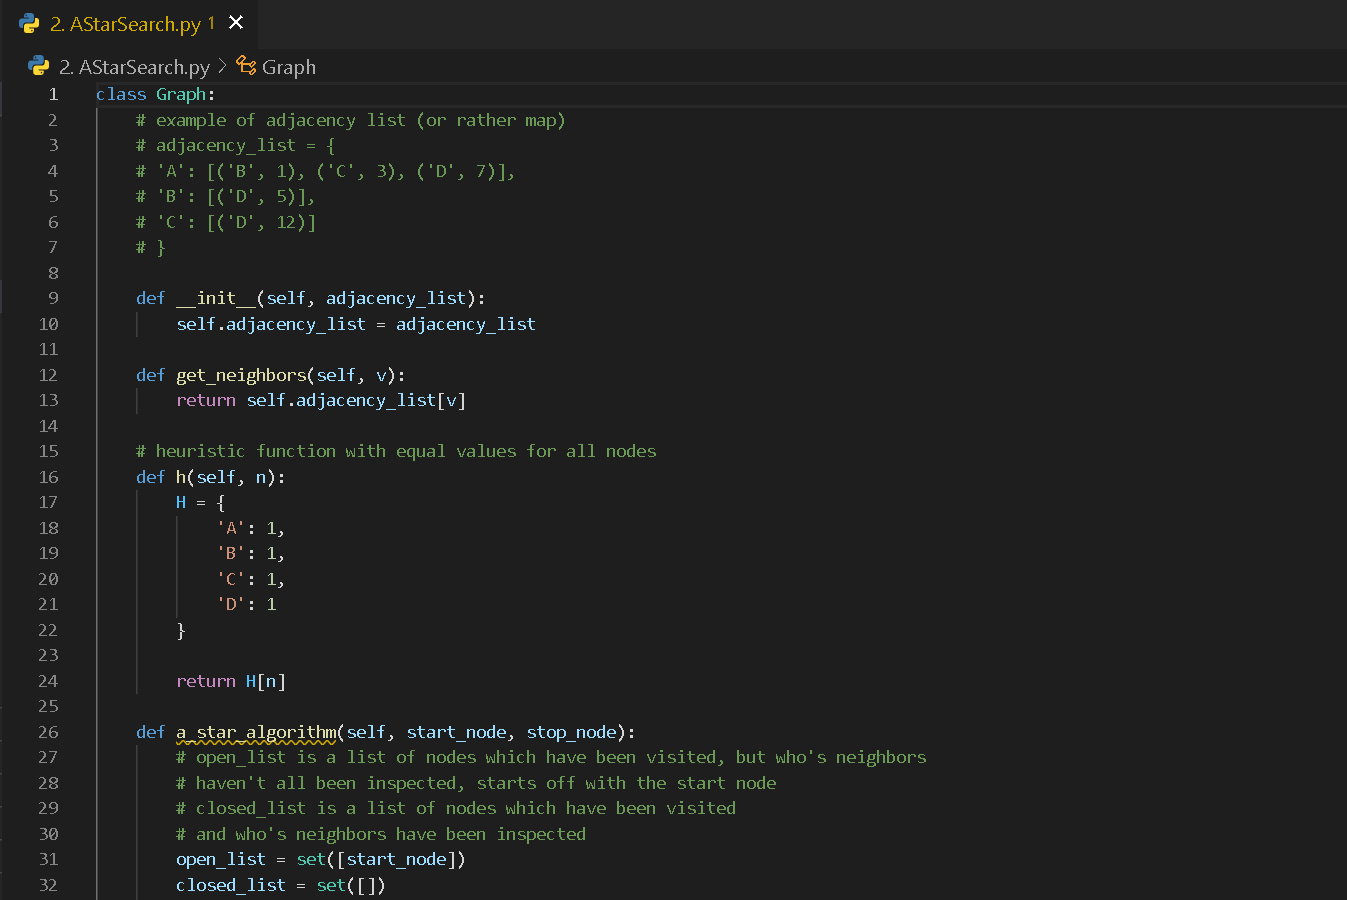 2. AStarSearch.py 1 ×
2. AStarSearch.py > Graph
1 class Graph:
2     # example of adjacency list (or rather map)
3     # adjacency_list = {
4     # 'A': [('B', 1), ('C', 3), ('D', 7)],
5     # 'B': [('D', 5)],
6     # 'C': [('D', 12)]
7     # }
8
9     def __init__(self, adjacency_list):
10         self.adjacency_list = adjacency_list
11
12     def get_neighbors(self, v):
13         return self.adjacency_list[v]
14
15     # heuristic function with equal values for all nodes
16     def h(self, n):
17         H = {
18             'A': 1,
19             'B': 1,
20             'C': 1,
21             'D': 1
22         }
23
24         return H[n]
25
26     def a_star_algorithm(self, start_node, stop_node):
27         # open_list is a list of nodes which have been visited, but who's neighbors
28         # haven't all been inspected, starts off with the start node
29         # closed_list is a list of nodes which have been visited
30         # and who's neighbors have been inspected
31         open_list = set([start_node])
32         closed_list = set([])